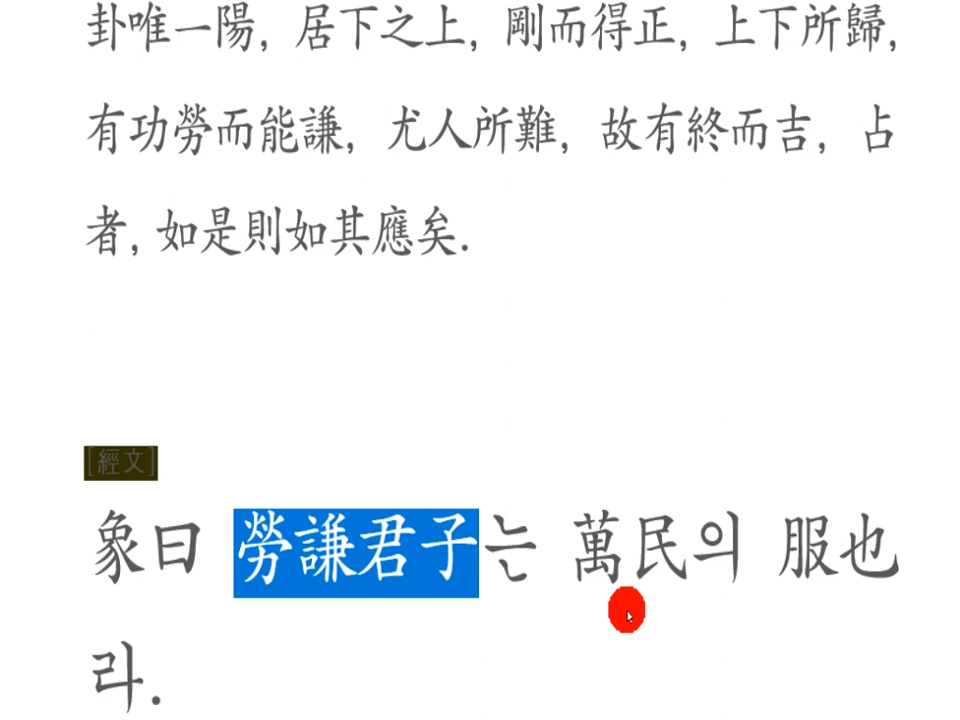 卦唯一陽, 居下之上, 剛而得正, 上下所歸,
有功勞而能謙, 尤人所難, 故有終而吉, 占
者, 如是則如其應矣.
[經文]
象曰 勞謙君子는 萬民의 服也
라.